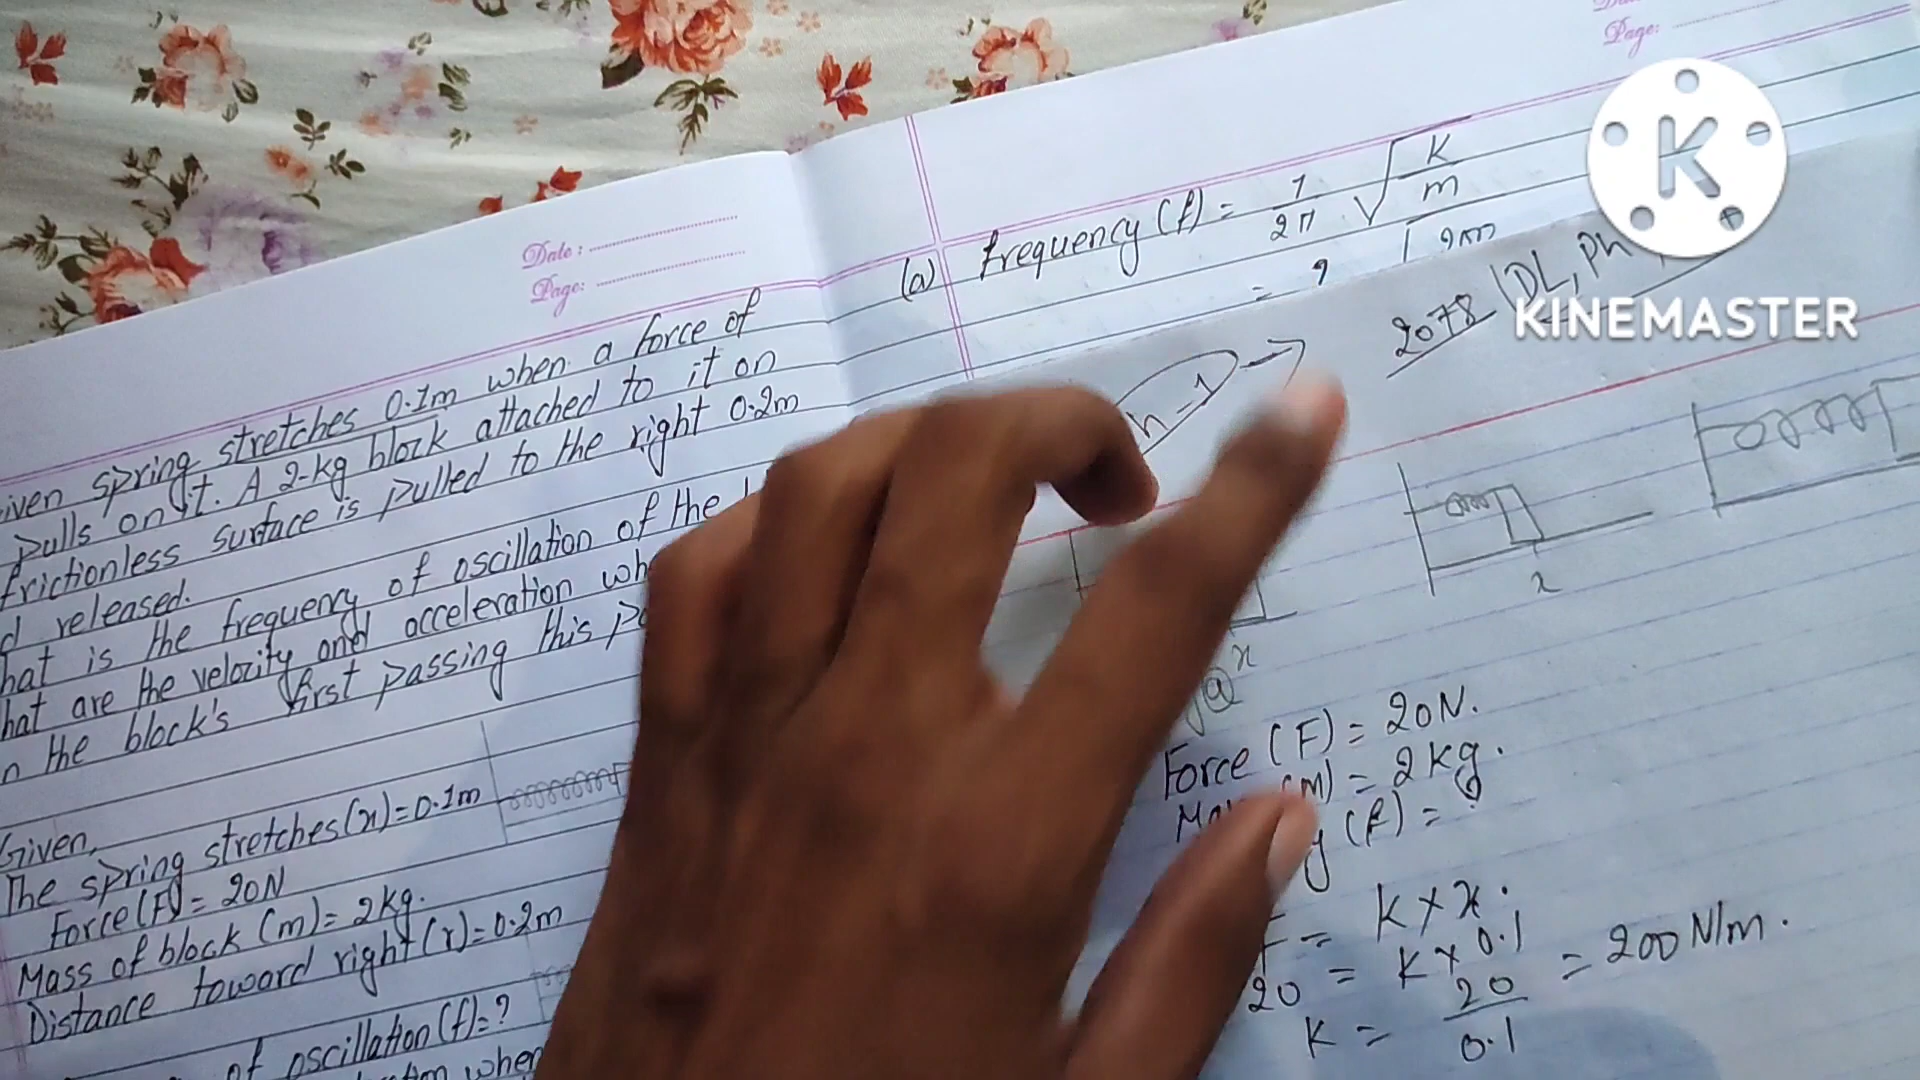 Date :
Page:
Page:
spring stretches 0.1m when a force of
pulls on it. A 2-kg block attached to it on
frictionless surface is pulled to the right 0.2m
released.
is the frequency of oscillation of the
are the velocity and acceleration
the block's first passing this
Given,
The spring stretches (x) = 0.1m
Force (F) = 20N
Mass of block (m) = 2kg.
Distance toward right (r) = 0.2m
of oscillation (f) = ?
when
(a) frequency (f) = 1/2π √k/m
=
2078 DL, Ph
h-1 →
x
x
Force (F) = 20N.
(m) = 2kg.
(f) = ?
= K × x.
20 = K × 0.1
K = 20/0.1 = 200 N/m.
K
KINEMASTER